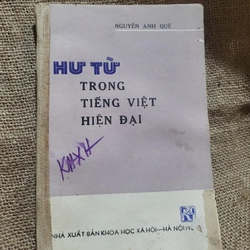 NGUYỄN ANH QUẾ
HƯ TỪ
TRONG
TIẾNG VIỆT
HIỆN ĐẠI
KHXH
NHÀ XUẤT BẢN KHOA HỌC XÃ HỘI—HÀ NỘI